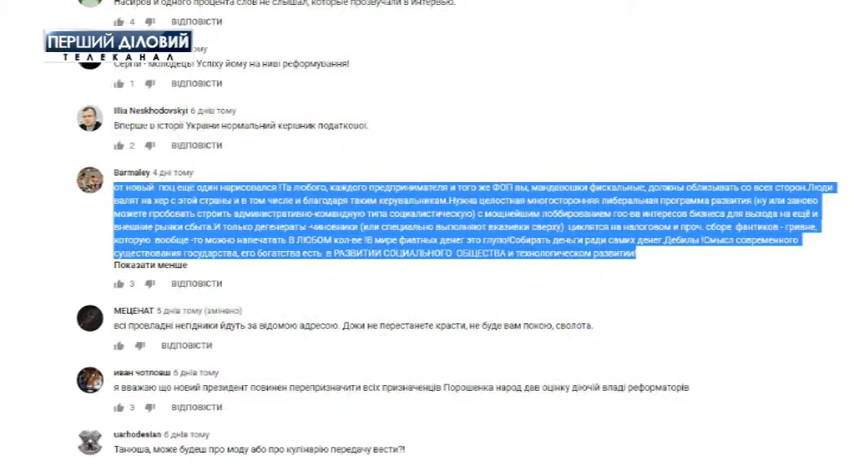 Насиров и одного процента слов не слышал, которые прозвучали в интервью.
4 ВІДПОВІСТИ
ПЕРШИЙ ДІЛОВИЙ
ТЕЛЕКАНАЛ
тому
Сергій - молодець! Успіху йому на ниві реформування!
1 ВІДПОВІСТИ
Illia Neskhodovskyi 6 днів тому
Вперше в історії України нормальний керівник податкової.
2 ВІДПОВІСТИ
Barmaley 4 дні тому
от новый поц ещё один нарисовался !Та любого, каждого предпринимателя и того же ФОП вы, мандавошки фискальные, должны облизывать со всех сторон.Люди
валят на хер с этой страны и в том числе и благодаря таким керувальникам.Нужна целостная многосторонняя либеральная программа развития (ну или заново
можете пробовать строить административно-командную типа социалистическую) с мощнейшим лоббированием гос-ва интересов бизнеса для выхода на ещё и
внешние рынки сбыта.И только дегенераты -чиновники (или специально выполняют вказивки сверху) циклятся на налоговом и проч. сборе фантиков - гривне,
которую вообще -то можно напечатать В ЛЮБОМ кол-ве !В мире фиатных денег это глупо!Собирать деньги ради самих денег.Дебилы !Смысл современного
существования государства, его богатства есть в РАЗВИТИИ СОЦИАЛЬНОГО ОБЩЕСТВА и технологическом развитии!
Показати менше
3 ВІДПОВІСТИ
МЕЦЕНАТ 5 днів тому (змінено)
всі провладні негідники йдуть за відомою адресою. Доки не перестанете красти, не буде вам покою, сволота.
ВІДПОВІСТИ
иван чотловш 6 днів тому
я вважаю що новий президент повинен перепризначити всіх призначенців Порошенка народ дав оцінку діючій владі реформаторів
3 ВІДПОВІСТИ
uarhodesian 6 днів тому
Танюша, може будеш про моду або про кулінарію передачу вести?!